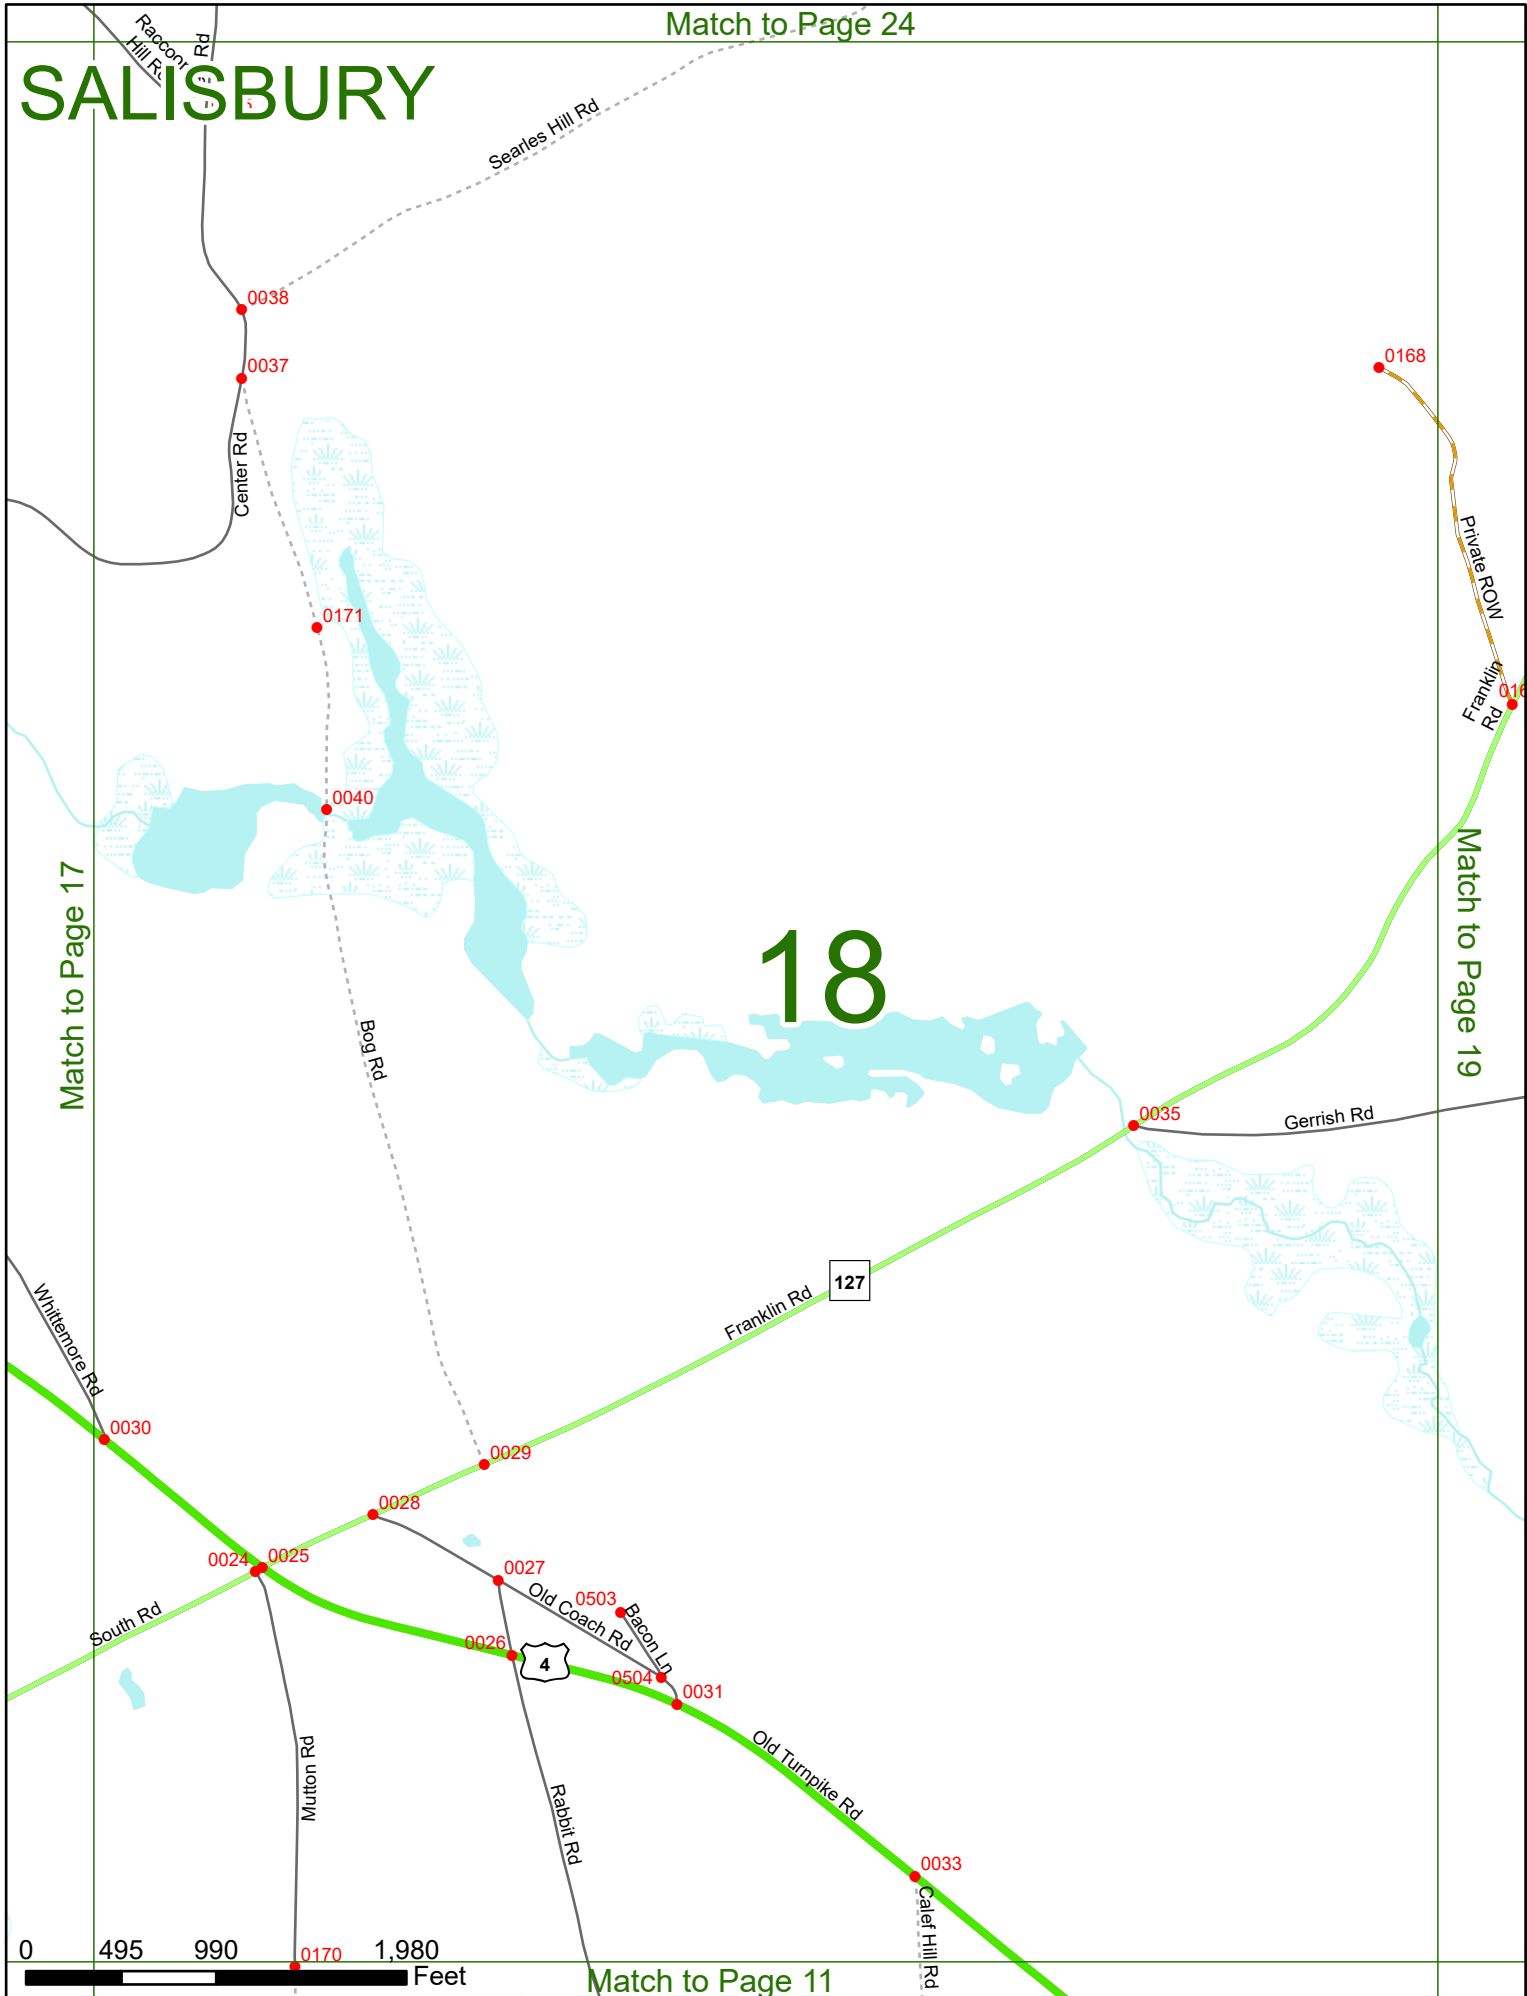 Match to Page 24
Raccoon
Hill Rd
Rd
SALISBURY
Searles Hill Rd
0038
0037
0168
Center Rd
Private ROW
0171
Franklin
Rd
0040
Match to Page 17
Match to Page 19
18
Bog Rd
0035
Gerrish Rd
127
Franklin Rd
Whittemore Rd
0030
0029
0028
0024
0025
0027
0503
Old Coach Rd
Bacon Ln
South Rd
0026
4
0504
0031
Old Turnpike Rd
Mutton Rd
Rabbit Rd
0033
Calef Hill Rd
0170
0 495 990 1,980
Feet
Match to Page 11